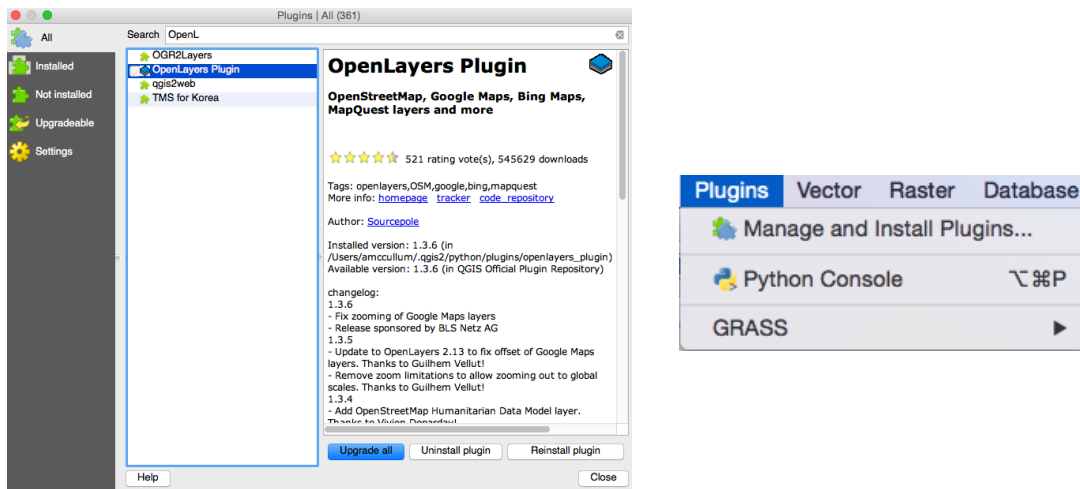 Plugins | All (361)
All
Installed
Not installed
Upgradeable
Settings
Search OpenL
OGR2Layers
OpenLayers Plugin
qgis2web
TMS for Korea
OpenLayers Plugin
OpenStreetMap, Google Maps, Bing Maps,
MapQuest layers and more
521 rating vote(s), 545629 downloads
Tags: openlayers,OSM,google,bing,mapquest
More info: homepage tracker code repository
Author: Sourcepole
Installed version: 1.3.6 (in
/Users/amccullum/.qgis2/python/plugins/openlayers_plugin)
Available version: 1.3.6 (in QGIS Official Plugin Repository)
changelog:
1.3.6
- Fix zooming of Google Maps layers
- Release sponsored by BLS Netz AG
1.3.5
- Update to OpenLayers 2.13 to fix offset of Google Maps
layers. Thanks to Guilhem Vellut!
- Remove zoom limitations to allow zooming out to global
scales. Thanks to Guilhem Vellut!
1.3.4
- Add OpenStreetMap Humanitarian Data Model layer.
Thanks to Vivien
Upgrade all
Uninstall plugin
Reinstall plugin
Help
Close
Plugins Vector Raster Database
Manage and Install Plugins...
Python Console ⌥⌘P
GRASS